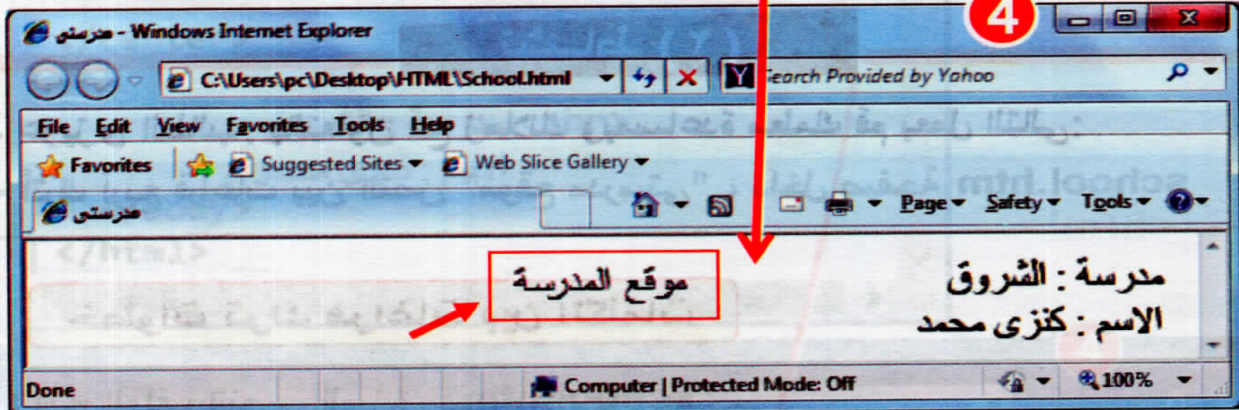 4
مدرستى - Windows Internet Explorer
C:\Users\pc\Desktop\HTML\School.html
Search Provided by Yahoo
File Edit View Favorites Tools Help
Favorites Suggested Sites Web Slice Gallery
مدرستى
Page Safety Tools
مدرسة : الشروق
موقع المدرسة
الاسم : كنزى محمد
Done
Computer | Protected Mode: Off
100%